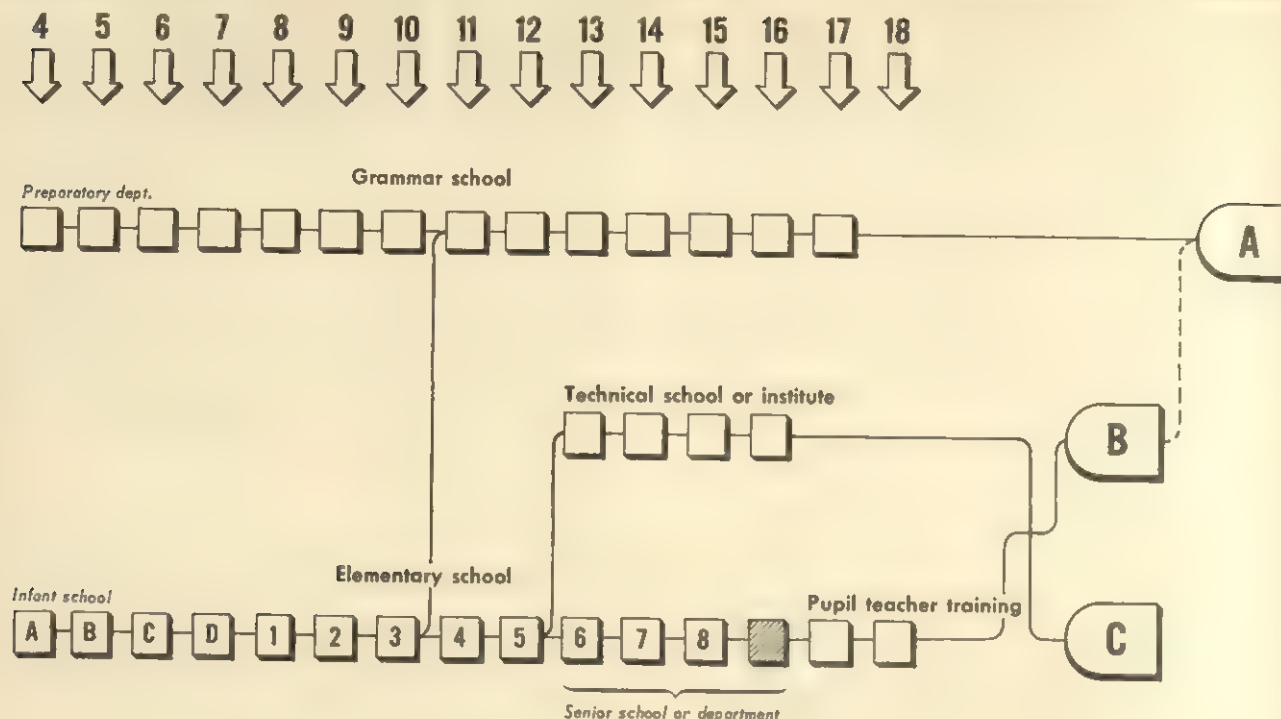 4 5 6 7 8 9 10 11 12 13 14 15 16 17 18
Grammar school
Preparatory dept.
A
Technical school or institute
B
Elementary school
Infant school
Pupil teacher training
A B C D 1 2 3 4 5 6 7 8
C
Senior school or department